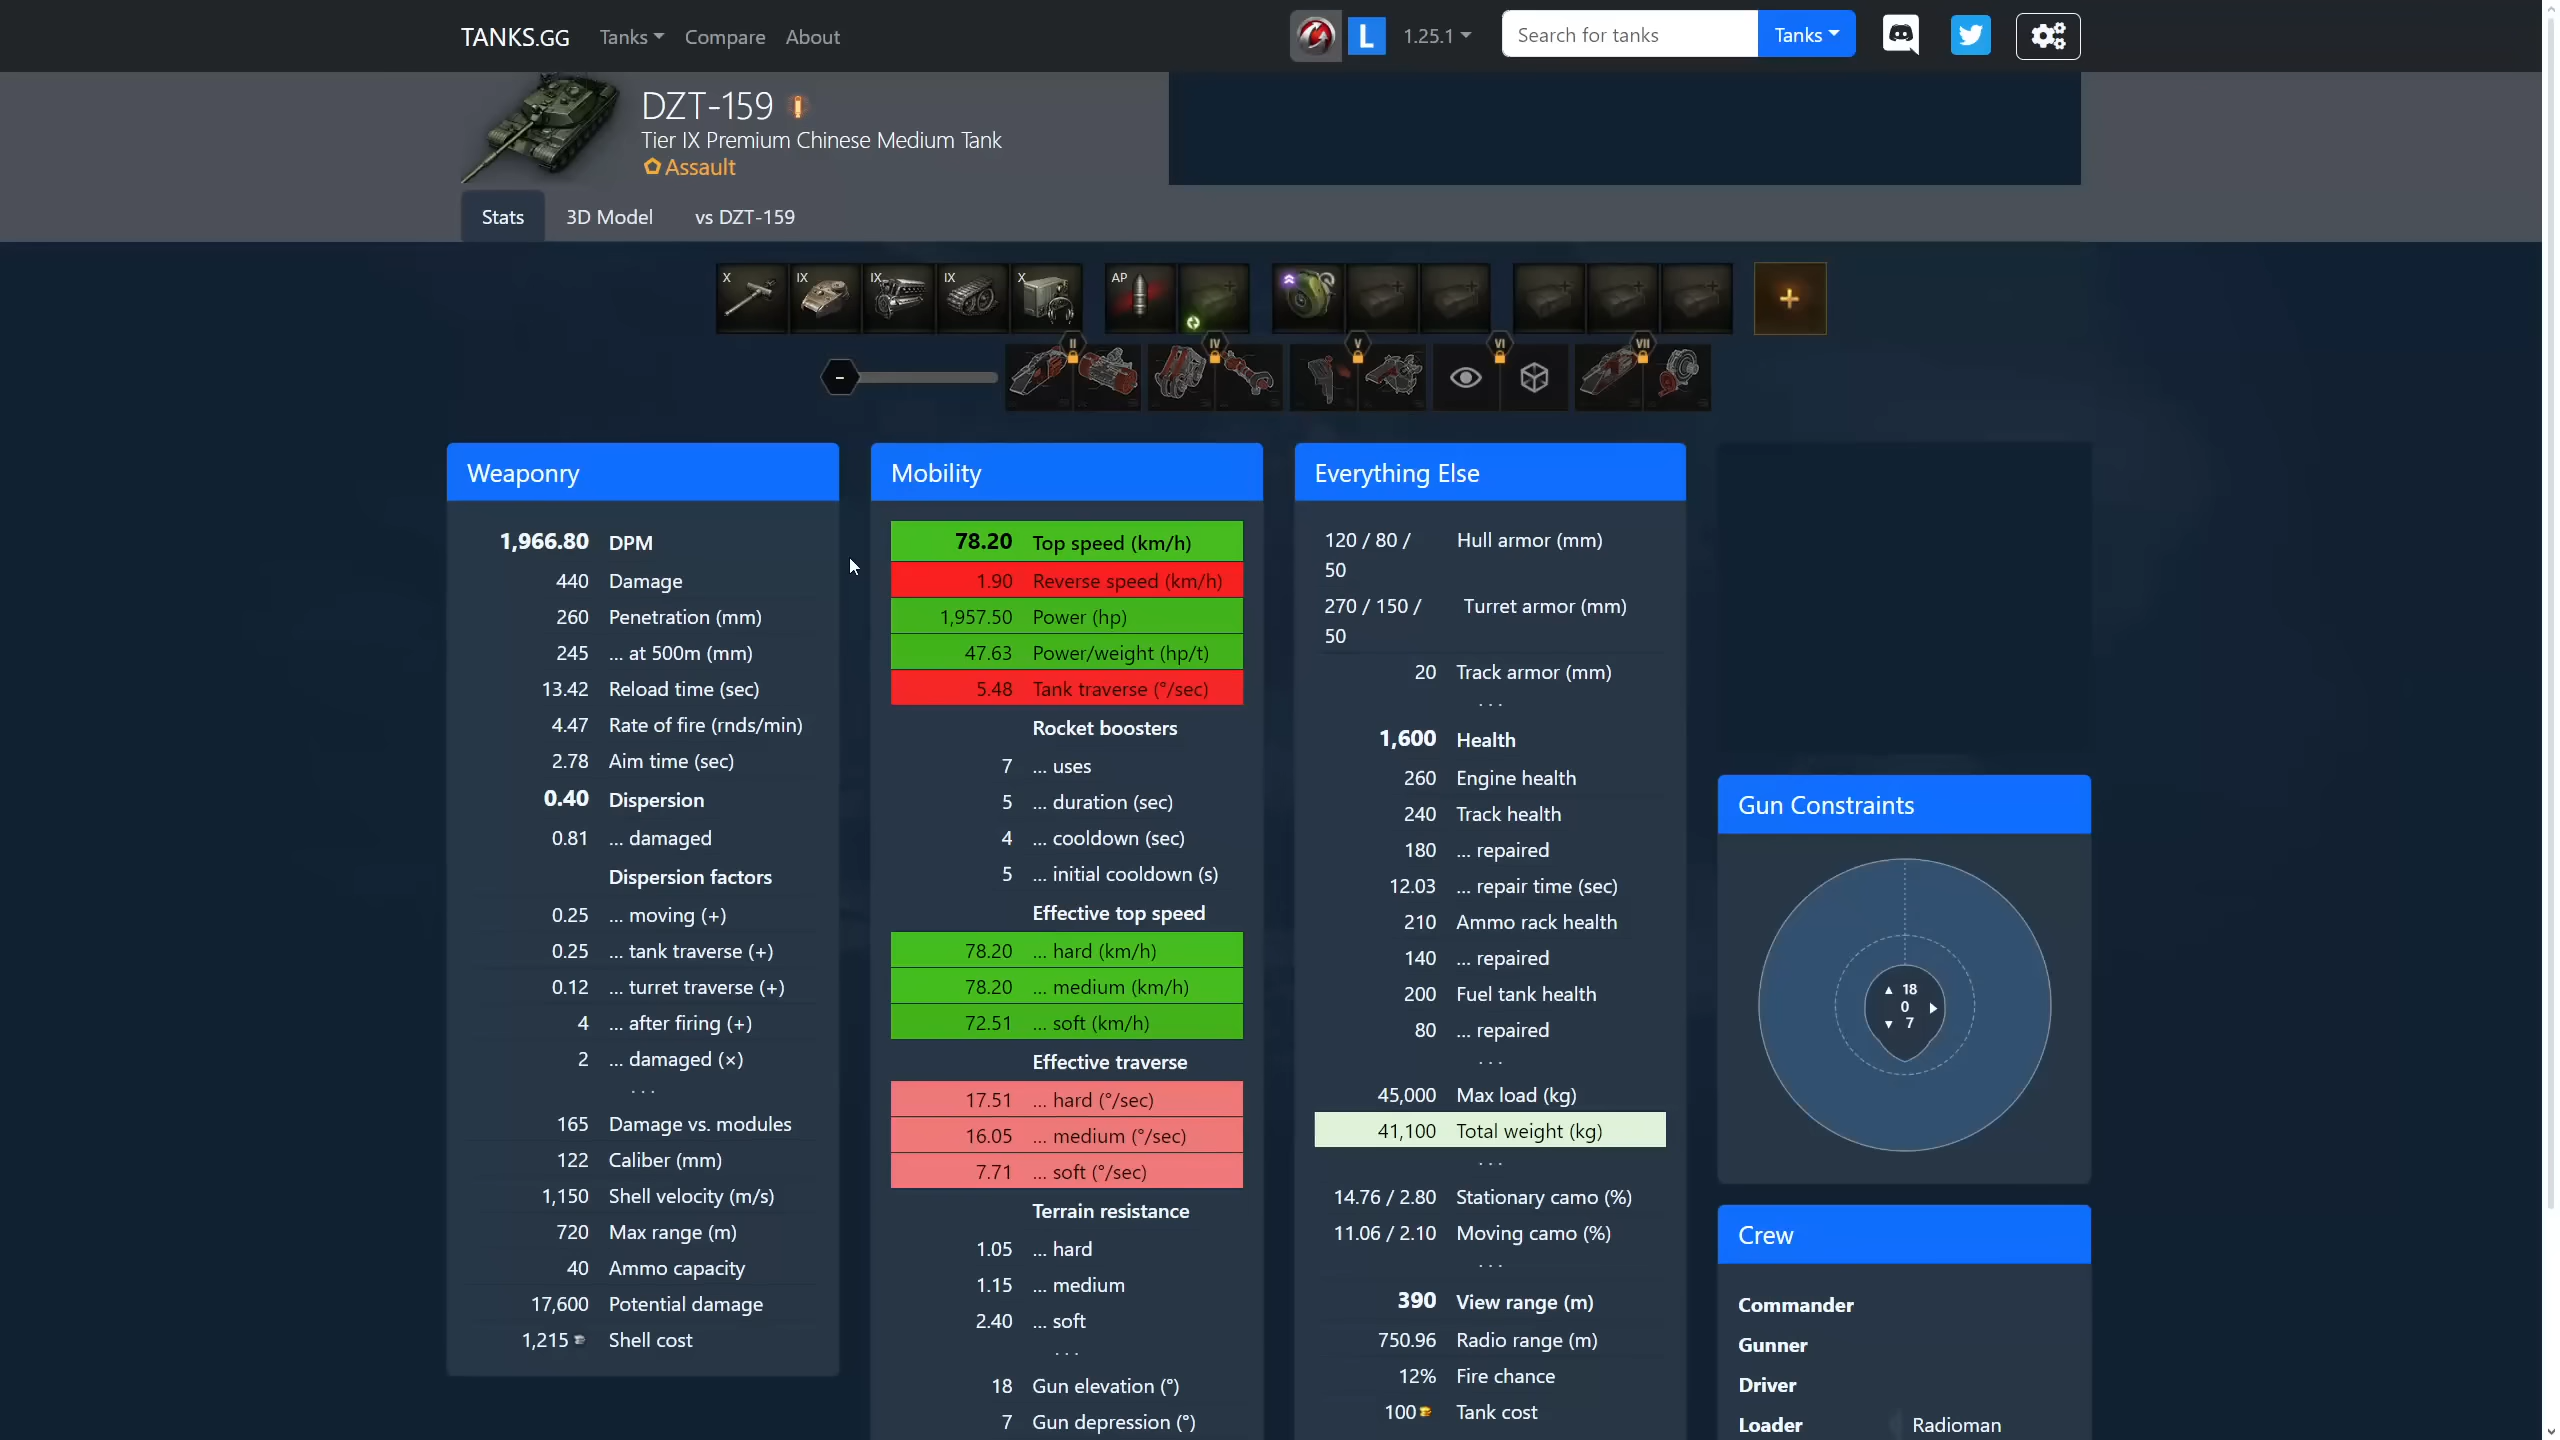 TANKS.GG
Tanks
Compare
About
L
1.25.1
Search for tanks
Tanks
DZT-159
Tier IX Premium Chinese Medium Tank
Assault
Stats
3D Model
vs DZT-159
X
IX
IX
IX
X
AP
+
-
II
IV
V
VI
VII
Weaponry
1,966.80 DPM
440 Damage
260 Penetration (mm)
245 ... at 500m (mm)
13.42 Reload time (sec)
4.47 Rate of fire (rnds/min)
2.78 Aim time (sec)
0.40 Dispersion
0.81 ... damaged
Dispersion factors
0.25 ... moving (+)
0.25 ... tank traverse (+)
0.12 ... turret traverse (+)
4 ... after firing (+)
2 ... damaged (×)
...
165 Damage vs. modules
122 Caliber (mm)
1,150 Shell velocity (m/s)
720 Max range (m)
40 Ammo capacity
17,600 Potential damage
1,215 Shell cost
Mobility
78.20 Top speed (km/h)
1.90 Reverse speed (km/h)
1,957.50 Power (hp)
47.63 Power/weight (hp/t)
5.48 Tank traverse (°/sec)
Rocket boosters
7 ... uses
5 ... duration (sec)
4 ... cooldown (sec)
5 ... initial cooldown (s)
Effective top speed
78.20 ... hard (km/h)
78.20 ... medium (km/h)
72.51 ... soft (km/h)
Effective traverse
17.51 ... hard (°/sec)
16.05 ... medium (°/sec)
7.71 ... soft (°/sec)
Terrain resistance
1.05 ... hard
1.15 ... medium
2.40 ... soft
...
18 Gun elevation (°)
7 Gun depression (°)
Everything Else
120 / 80 / Hull armor (mm)
50
270 / 150 / Turret armor (mm)
50
20 Track armor (mm)
...
1,600 Health
260 Engine health
240 Track health
180 ... repaired
12.03 ... repair time (sec)
210 Ammo rack health
140 ... repaired
200 Fuel tank health
80 ... repaired
...
45,000 Max load (kg)
41,100 Total weight (kg)
...
14.76 / 2.80 Stationary camo (%)
11.06 / 2.10 Moving camo (%)
...
390 View range (m)
750.96 Radio range (m)
12% Fire chance
100 Tank cost
Gun Constraints
▲ 18
0 ▶
▼ 7
Crew
Commander
Gunner
Driver
Loader Radioman